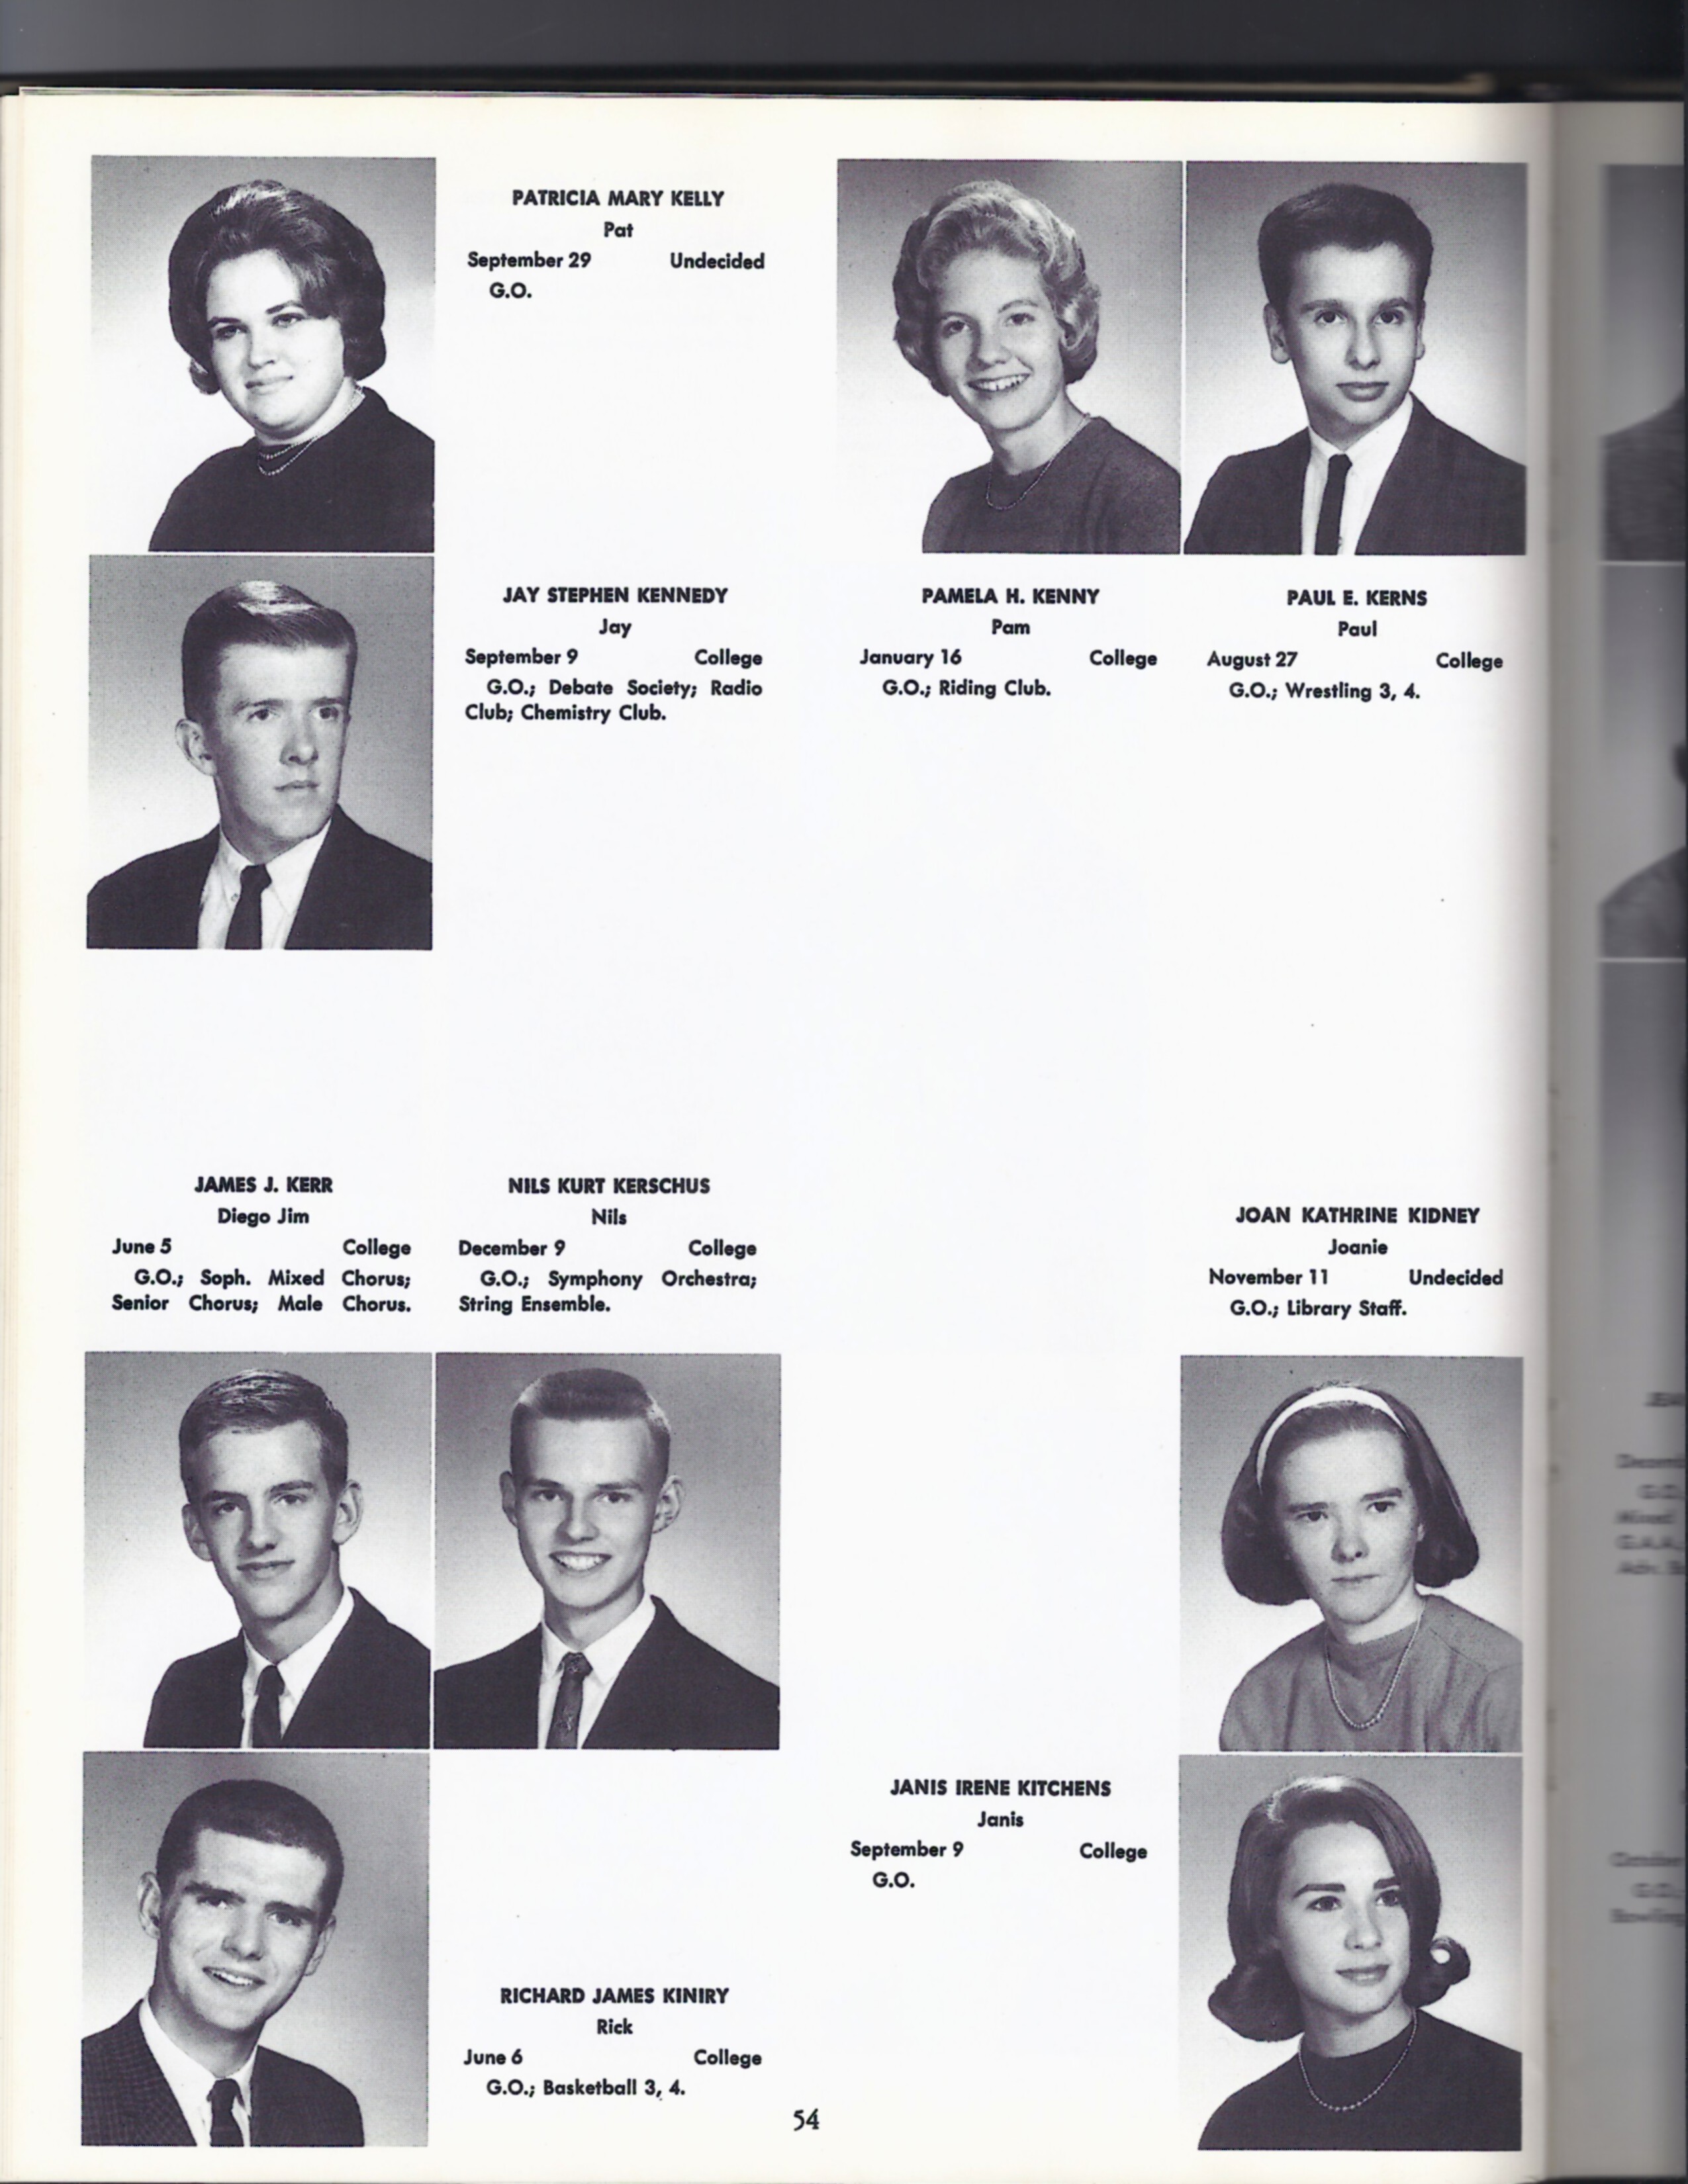 PATRICIA MARY KELLY
Pat
September 29 Undecided
G.O.
JAY STEPHEN KENNEDY
Jay
September 9 College
G.O.; Debate Society; Radio
Club; Chemistry Club.
PAMELA H. KENNY
Pam
January 16 College
G.O.; Riding Club.
PAUL E. KERNS
Paul
August 27 College
G.O.; Wrestling 3, 4.
JAMES J. KERR
Diego Jim
June 5 College
G.O.; Soph. Mixed Chorus;
Senior Chorus; Male Chorus.
NILS KURT KERSCHUS
Nils
December 9 College
G.O.; Symphony Orchestra;
String Ensemble.
JOAN KATHRINE KIDNEY
Joanie
November 11 Undecided
G.O.; Library Staff.
RICHARD JAMES KINIRY
Rick
June 6 College
G.O.; Basketball 3, 4.
JANIS IRENE KITCHENS
Janis
September 9 College
G.O.
54